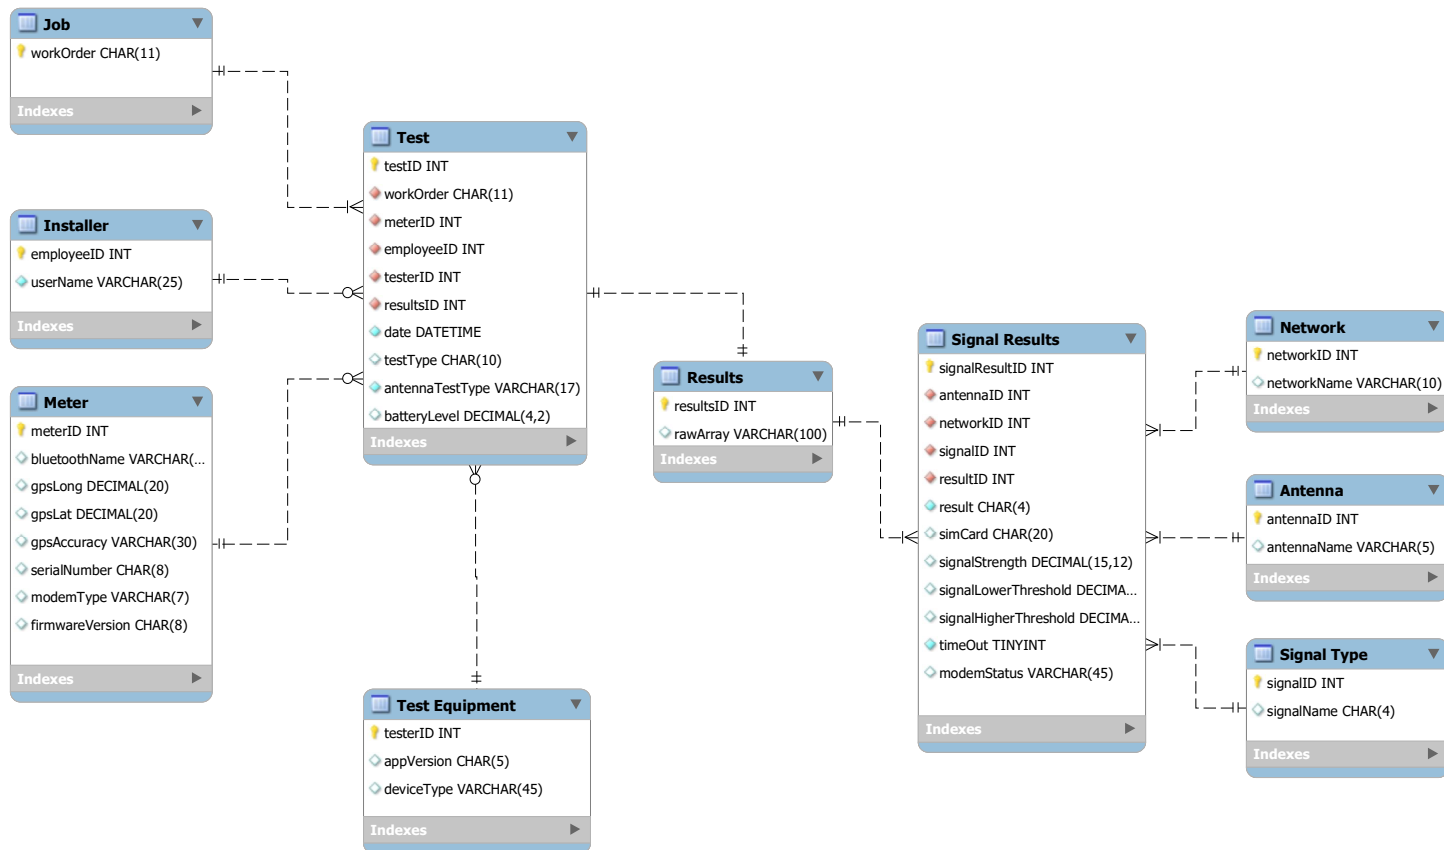 Job
workOrder CHAR(11)
Indexes
Installer
employeeID INT
userName VARCHAR(25)
Indexes
Meter
meterID INT
bluetoothName VARCHAR(...
gpsLong DECIMAL(20)
gpsLat DECIMAL(20)
gpsAccuracy VARCHAR(30)
serialNumber CHAR(8)
modemType VARCHAR(7)
firmwareVersion CHAR(8)
Indexes
Test
testID INT
workOrder CHAR(11)
meterID INT
employeeID INT
testerID INT
resultsID INT
date DATETIME
testType CHAR(10)
antennaTestType VARCHAR(17)
batteryLevel DECIMAL(4,2)
Indexes
Test Equipment
testerID INT
appVersion CHAR(5)
deviceType VARCHAR(45)
Indexes
Results
resultsID INT
rawArray VARCHAR(100)
Indexes
Signal Results
signalResultID INT
antennaID INT
networkID INT
signalID INT
resultID INT
result CHAR(4)
simCard CHAR(20)
signalStrength DECIMAL(15,12)
signalLowerThreshold DECIMA...
signalHigherThreshold DECIMA...
timeOut TINYINT
modemStatus VARCHAR(45)
Indexes
Network
networkID INT
networkName VARCHAR(10)
Indexes
Antenna
antennaID INT
antennaName VARCHAR(5)
Indexes
Signal Type
signalID INT
signalName CHAR(4)
Indexes